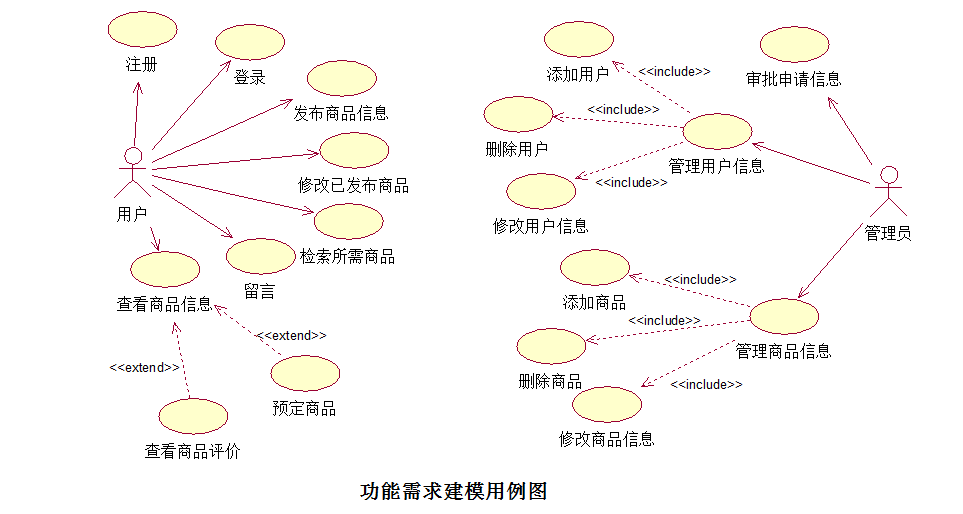 注册
登录
发布商品信息
修改已发布商品
用户
检索所需商品
留言
查看商品信息
<<extend>>
<<extend>>
预定商品
查看商品评价
添加用户
<<include>>
审批申请信息
<<include>>
删除用户
管理用户信息
<<include>>
修改用户信息
管理员
<<include>>
添加商品
<<include>>
管理商品信息
删除商品
<<include>>
修改商品信息
功能需求建模用例图